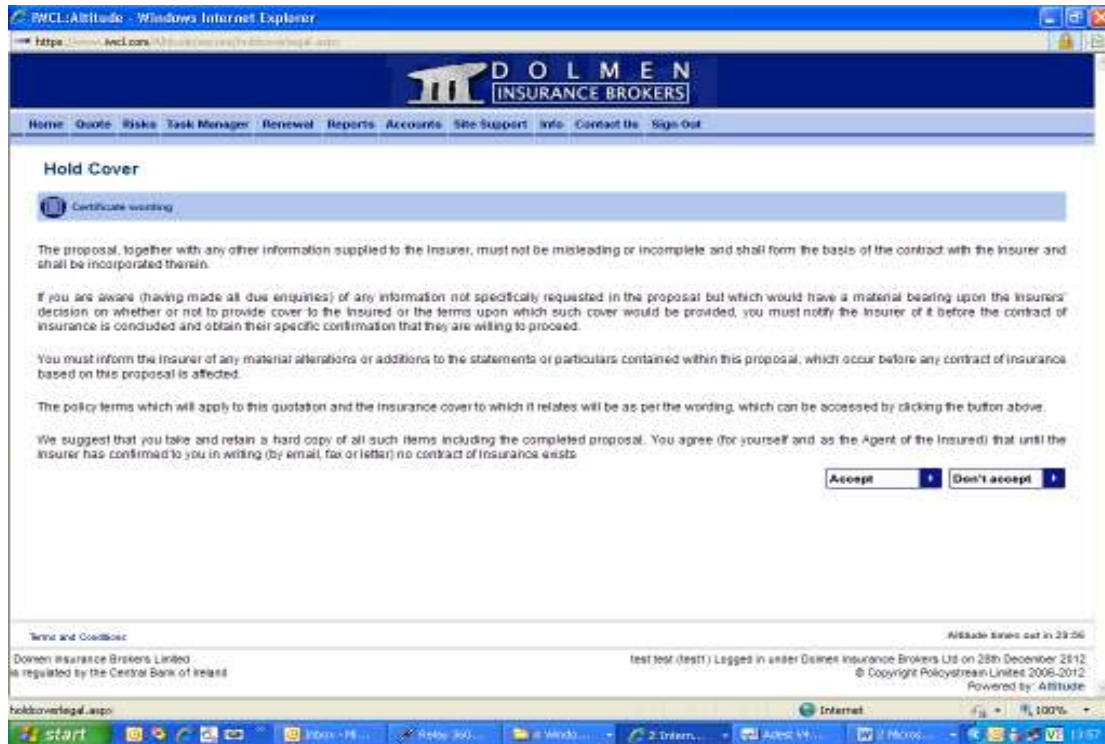 IWCL:Altitude - Windows Internet Explorer
https iwcl.com
DOLMEN
INSURANCE BROKERS
Home Quote Risks Task Manager Renewal Reports Accounts Site Support Info Contact Us Sign Out
Hold Cover
Certificate wording
The proposal, together with any other information supplied to the Insurer, must not be misleading or incomplete and shall form the basis of the contract with the Insurer and
shall be incorporated therein.
If you are aware (having made all due enquiries) of any information not specifically requested in the proposal but which would have a material bearing upon the Insurers'
decision on whether or not to provide cover to the Insured or the terms upon which such cover would be provided, you must notify the Insurer of it before the contract of
insurance is concluded and obtain their specific confirmation that they are willing to proceed.
You must inform the Insurer of any material alterations or additions to the statements or particulars contained within this proposal, which occur before any contract of insurance
based on this proposal is affected.
The policy terms which will apply to this quotation and the insurance cover to which it relates will be as per the wording, which can be accessed by clicking the button above.
We suggest that you take and retain a hard copy of all such items including the completed proposal. You agree (for yourself and as the Agent of the Insured) that until the
Insurer has confirmed to you in writing (by email, fax or letter) no contract of Insurance exists
Accept Don't accept
Terms and Conditions Altitude times out in 29:56
Dolmen Insurance Brokers Limited
is regulated by the Central Bank of Ireland
test test (test1) Logged in under Dolmen Insurance Brokers Ltd on 28th December 2012
© Copyright Policystream Limited 2006-2012
Powered by: Altitude
holdcoverlegal.aspx Internet 100%
start Inbox - Mi... Relay 360... 4 Windo... 2 Intern... 2 Micros... 13:57